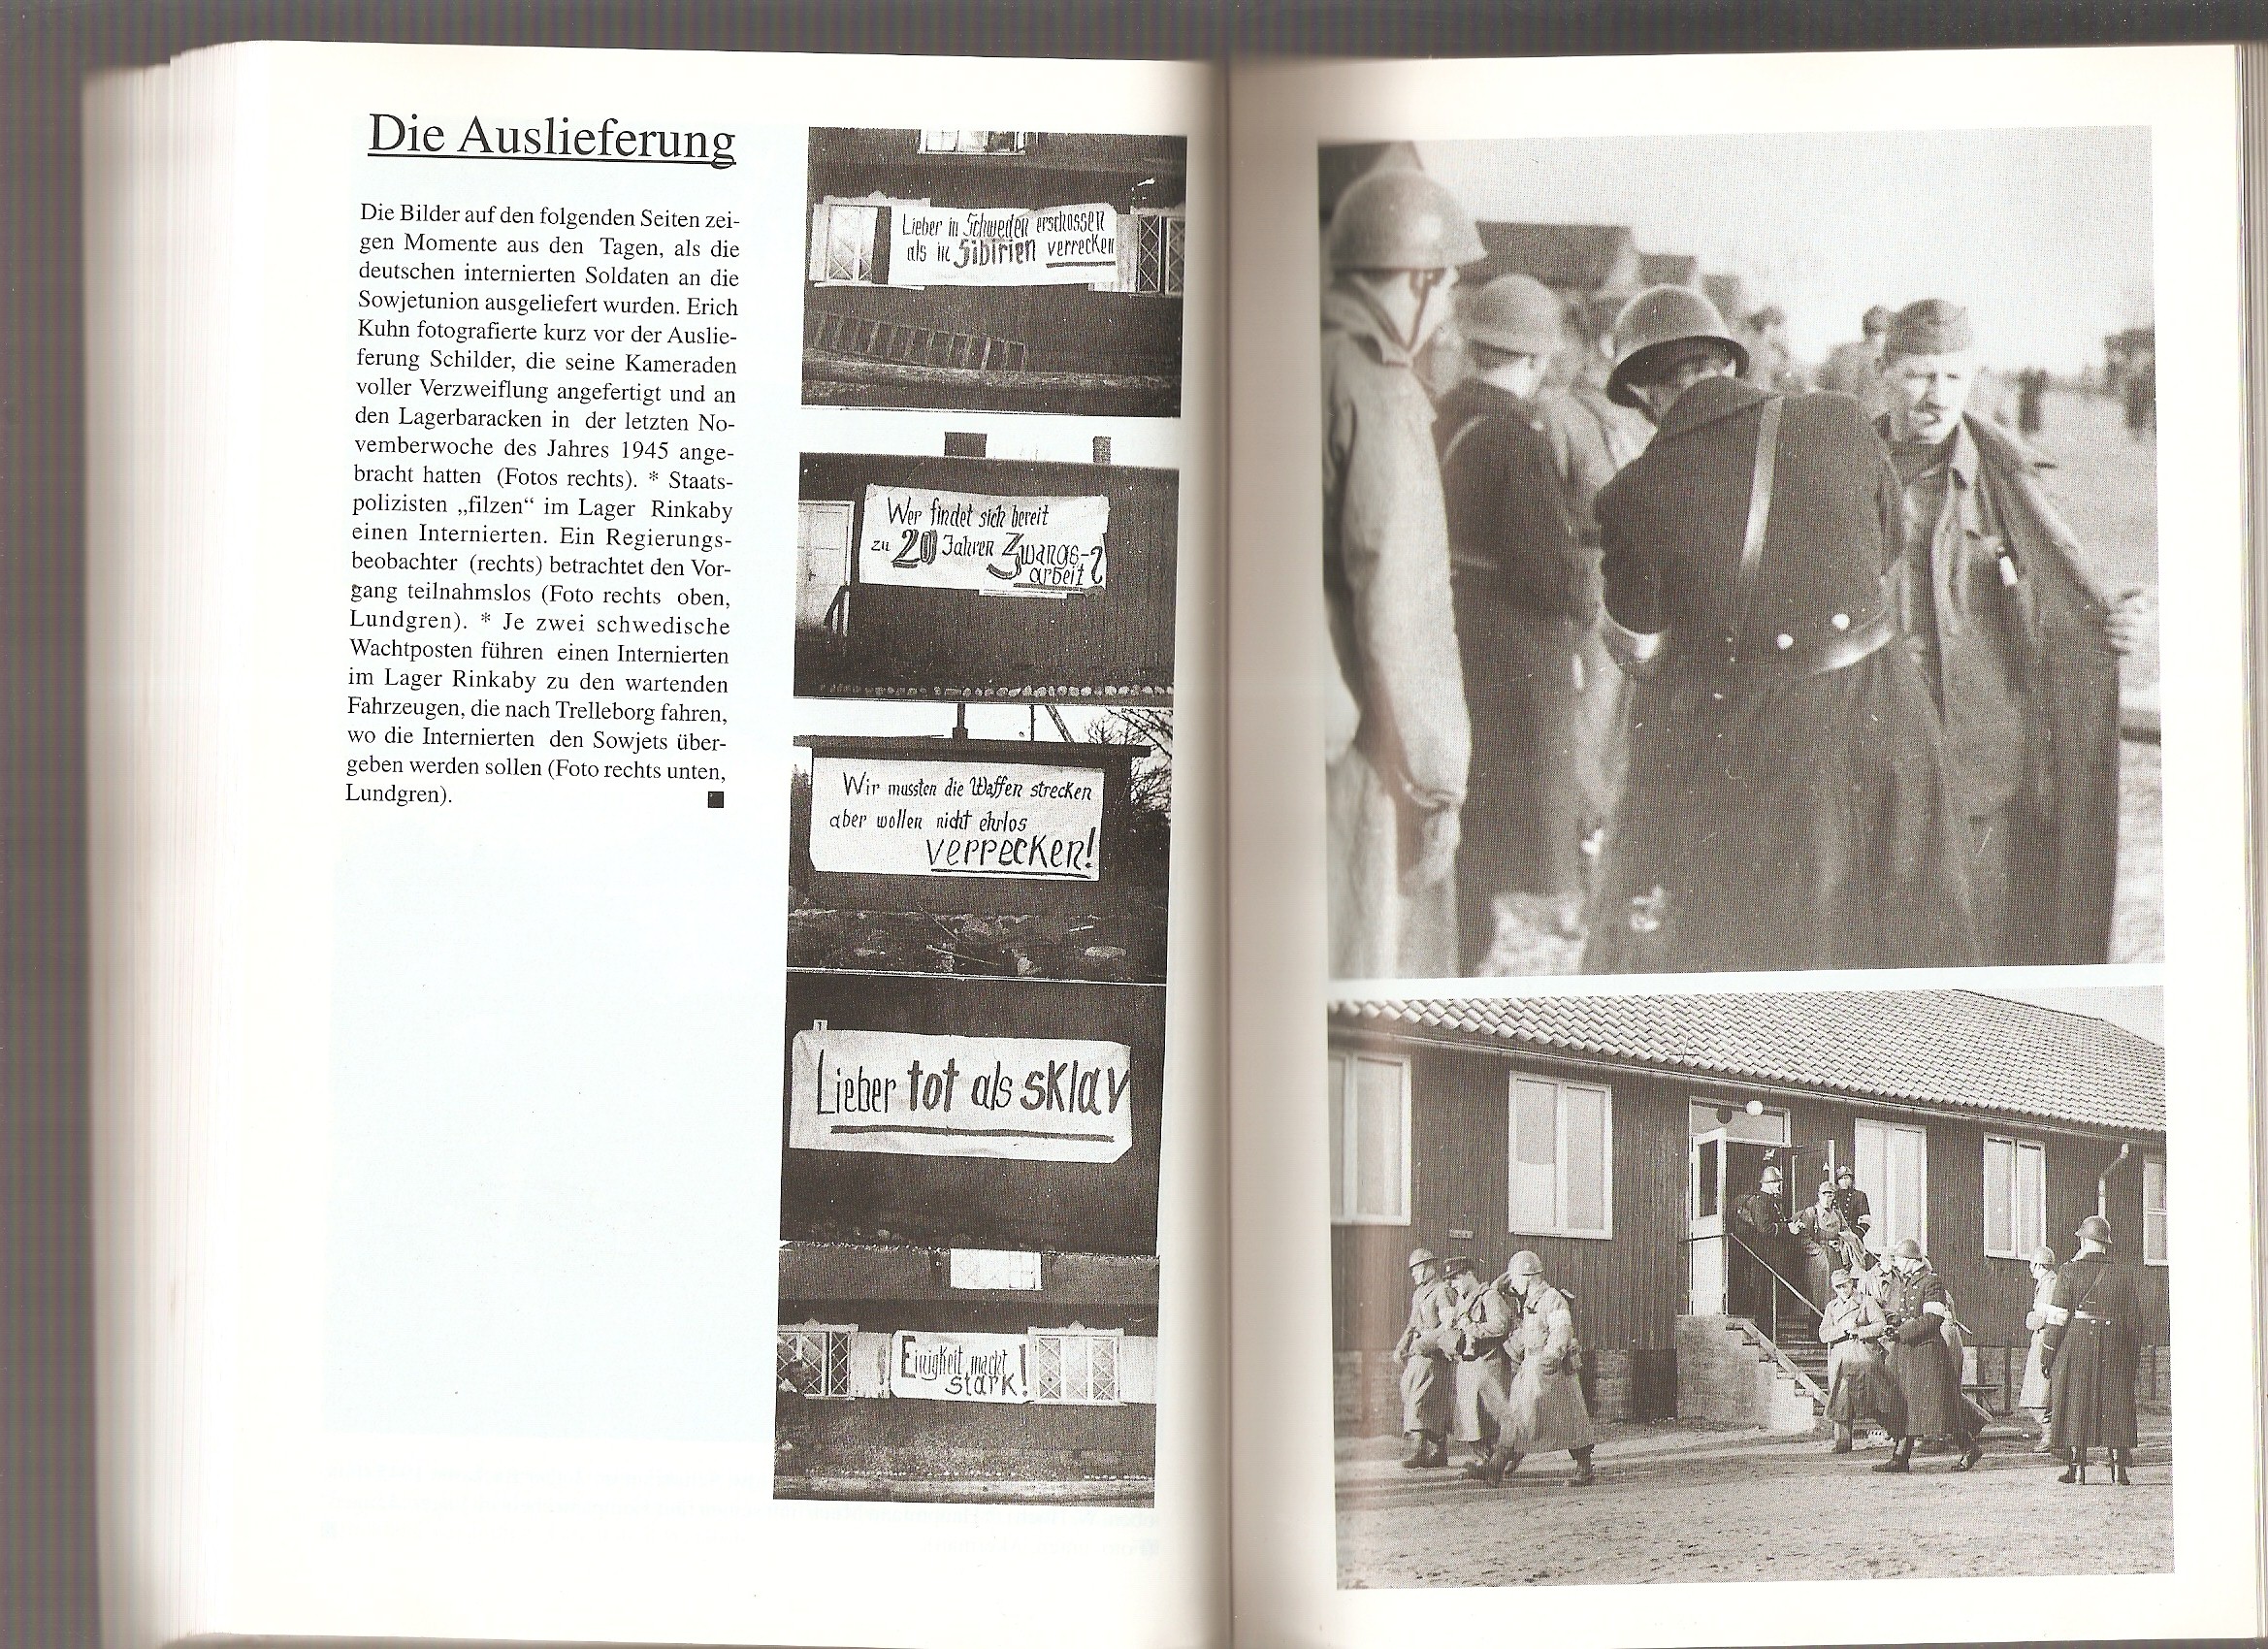 Die Auslieferung
Die Bilder auf den folgenden Seiten zei-
gen Momente aus den Tagen, als die
deutschen internierten Soldaten an die
Sowjetunion ausgeliefert wurden. Erich
Kuhn fotografierte kurz vor der Auslie-
ferung Schilder, die seine Kameraden
voller Verzweiflung angefertigt und an
den Lagerbaracken in der letzten No-
vemberwoche des Jahres 1945 ange-
bracht hatten (Fotos rechts). * Staats-
polizisten „filzen“ im Lager Rinkaby
einen Internierten. Ein Regierungs-
beobachter (rechts) betrachtet den Vor-
gang teilnahmslos (Foto rechts oben,
Lundgren). * Je zwei schwedische
Wachtposten führen einen Internierten
im Lager Rinkaby zu den wartenden
Fahrzeugen, die nach Trelleborg fahren,
wo die Internierten den Sowjets über-
geben werden sollen (Foto rechts unten,
Lundgren). ■
Lieber in Schweden erschossen
als in Sibirien verrecken
Wer findet sich bereit
zu 20 Jahren Zwangs-?
arbeit
Wir mussten die Waffen strecken
aber wollen nicht ehrlos
verrecken!
Lieber tot als sklav
Einigkeit macht
stark!